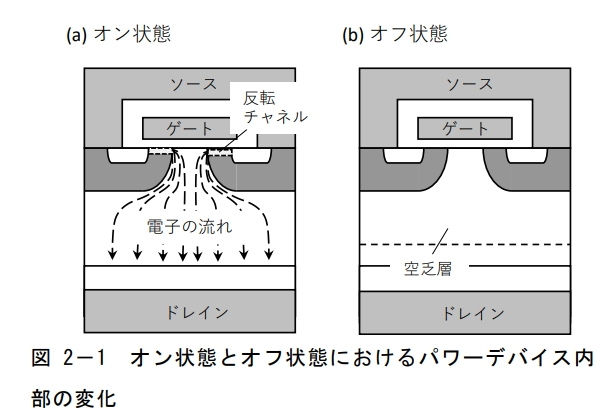 (a) オン状態
(b) オフ状態
ソース
反転
チャネル
ゲート
電子の流れ
ドレイン
ソース
ゲート
空乏層
ドレイン
図 2－1　オン状態とオフ状態におけるパワーデバイス内
部の変化